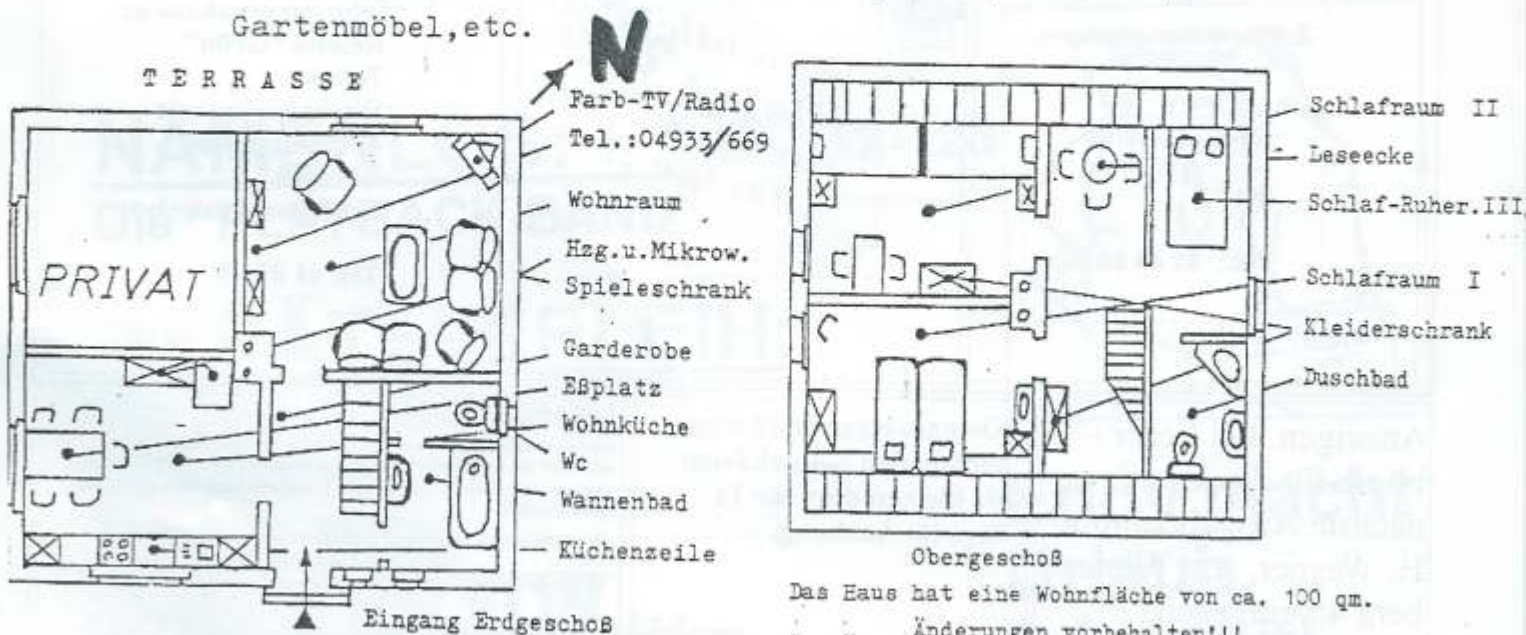 Gartenmöbel,etc.
TERRASSE
N
Farb-TV/Radio
Tel.:04933/669
Wohnraum
Hzg.u.Mikrow.
Spieleschrank
PRIVAT
Garderobe
Eßplatz
Wohnküche
Wc
Wannenbad
Küchenzeile
Eingang Erdgeschoß
Schlafraum II
Leseecke
Schlaf-Ruher.III,
Schlafraum I
Kleiderschrank
Duschbad
Obergeschoß
Das Haus hat eine Wohnfläche von ca. 100 qm.
Änderungen vorbehalten!!!